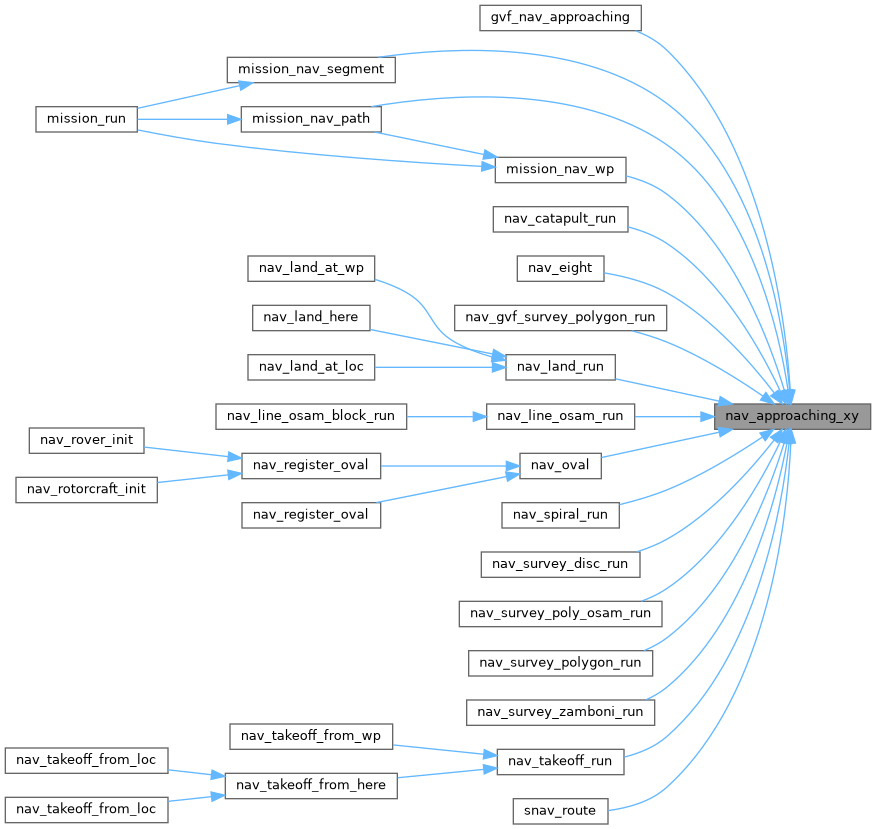 gvf_nav_approaching
mission_nav_segment
mission_run
mission_nav_path
mission_nav_wp
nav_catapult_run
nav_land_at_wp
nav_eight
nav_land_here
nav_gvf_survey_polygon_run
nav_land_at_loc
nav_land_run
nav_line_osam_block_run
nav_line_osam_run
nav_approaching_xy
nav_rover_init
nav_register_oval
nav_oval
nav_rotorcraft_init
nav_register_oval
nav_spiral_run
nav_survey_disc_run
nav_survey_poly_osam_run
nav_survey_polygon_run
nav_survey_zamboni_run
nav_takeoff_from_wp
nav_takeoff_from_loc
nav_takeoff_run
nav_takeoff_from_here
nav_takeoff_from_loc
snav_route